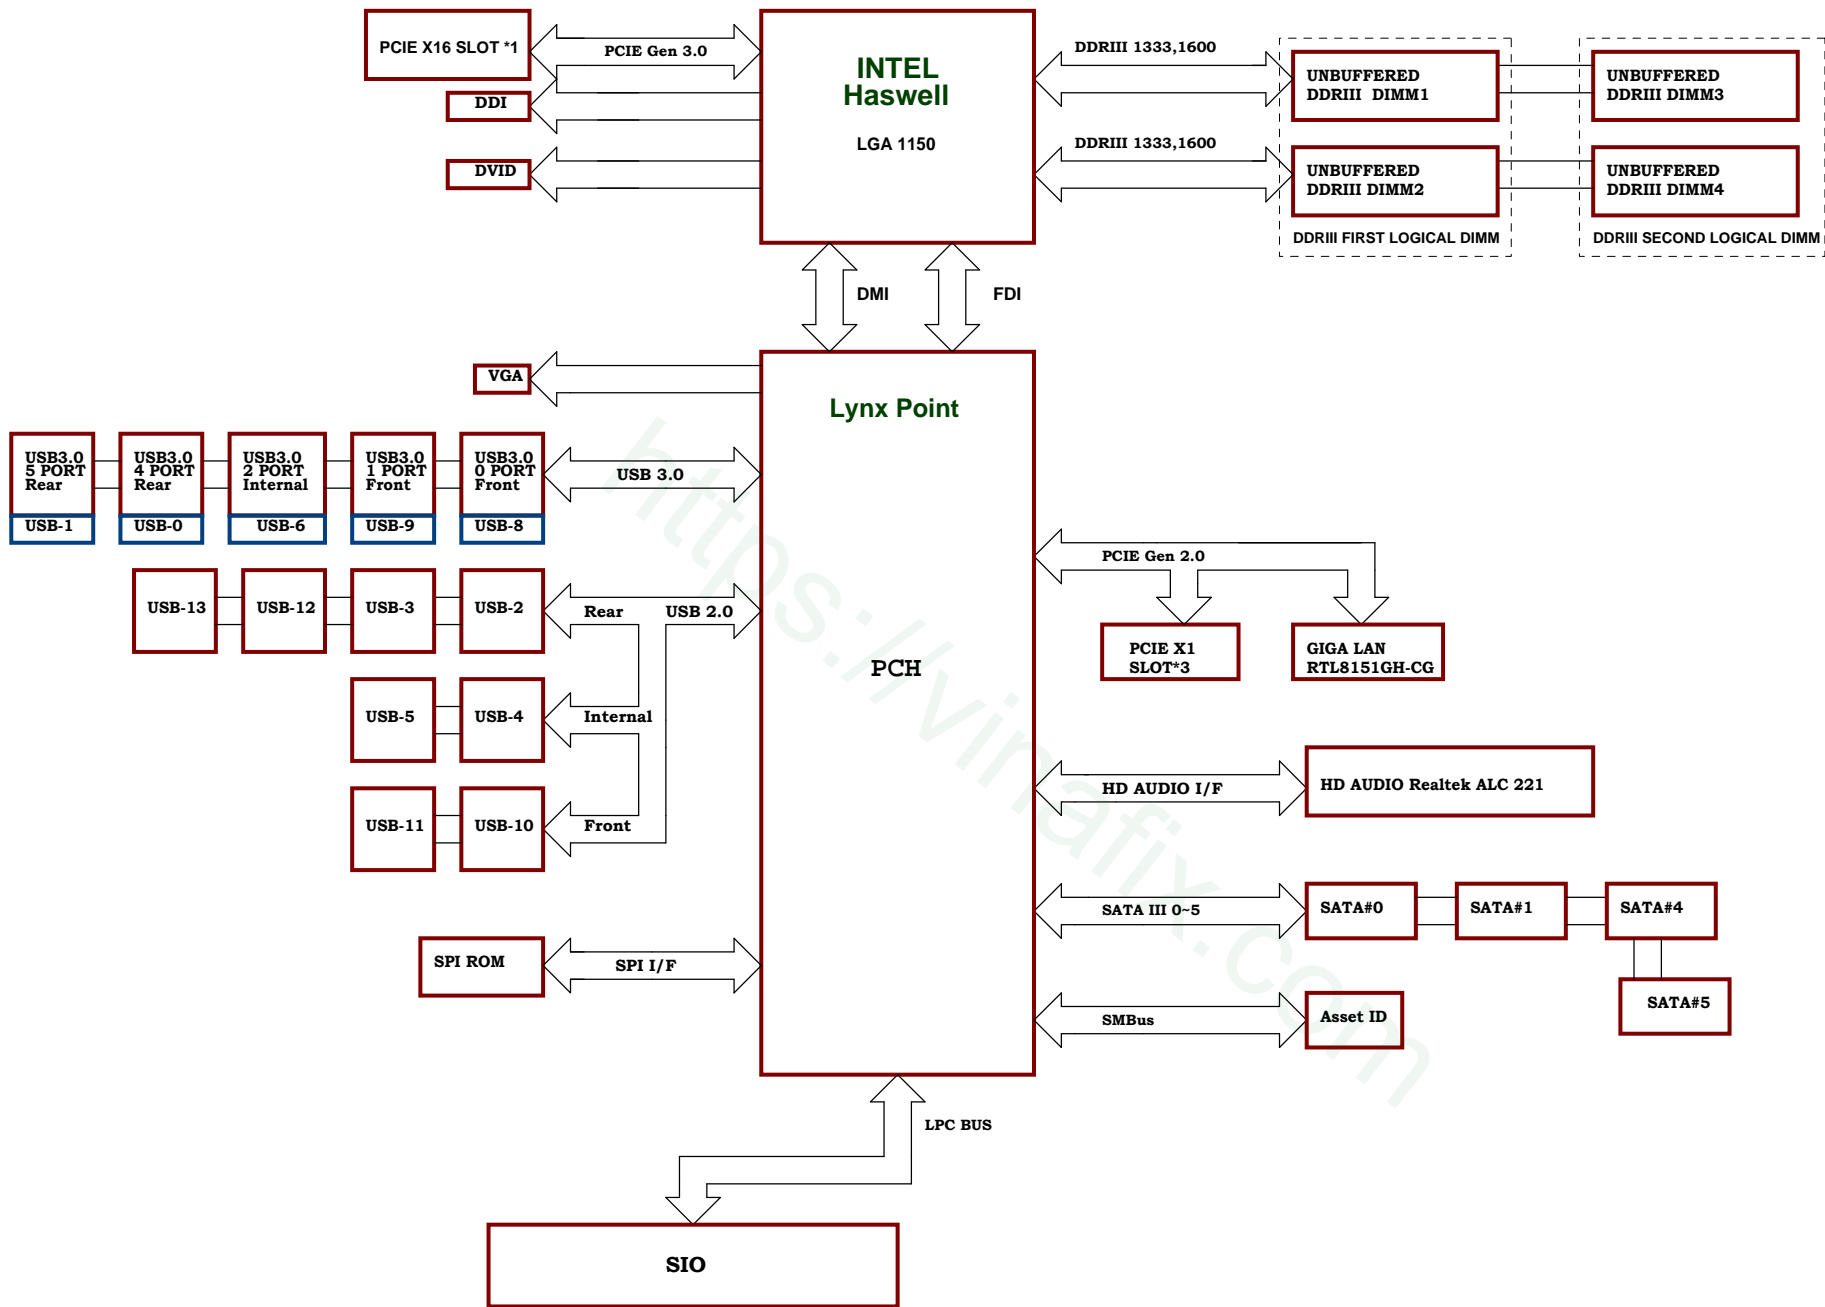 PCIE X16 SLOT *1
PCIE Gen 3.0
INTEL
Haswell
LGA 1150
DDI
DVID
DDRIII 1333,1600
DDRIII 1333,1600
UNBUFFERED
DDRIII DIMM1
UNBUFFERED
DDRIII DIMM3
UNBUFFERED
DDRIII DIMM2
UNBUFFERED
DDRIII DIMM4
DDRIII FIRST LOGICAL DIMM
DDRIII SECOND LOGICAL DIMM
DMI
FDI
VGA
Lynx Point
PCH
USB3.0
5 PORT
Rear
USB-1
USB3.0
4 PORT
Rear
USB-0
USB3.0
2 PORT
Internal
USB-6
USB3.0
1 PORT
Front
USB-9
USB3.0
0 PORT
Front
USB-8
USB 3.0
USB-13
USB-12
USB-3
USB-2
Rear
USB 2.0
USB-5
USB-4
Internal
USB-11
USB-10
Front
SPI ROM
SPI I/F
PCIE Gen 2.0
PCIE X1
SLOT*3
GIGA LAN
RTL8151GH-CG
HD AUDIO I/F
HD AUDIO Realtek ALC 221
SATA III 0~5
SATA#0
SATA#1
SATA#4
SATA#5
SMBus
Asset ID
LPC BUS
SIO
https://vinafix.com